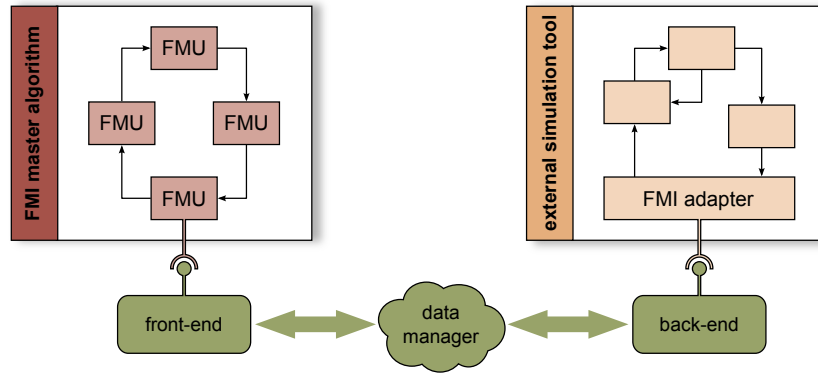 FMI master algorithm
FMU
FMU
FMU
FMU
external simulation tool
FMI adapter
front-end
data
manager
back-end